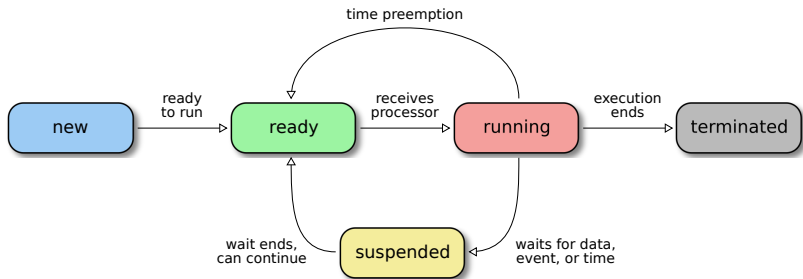 time preemption
new
ready
to run
ready
receives
processor
running
execution
ends
terminated
wait ends,
can continue
suspended
waits for data,
event, or time